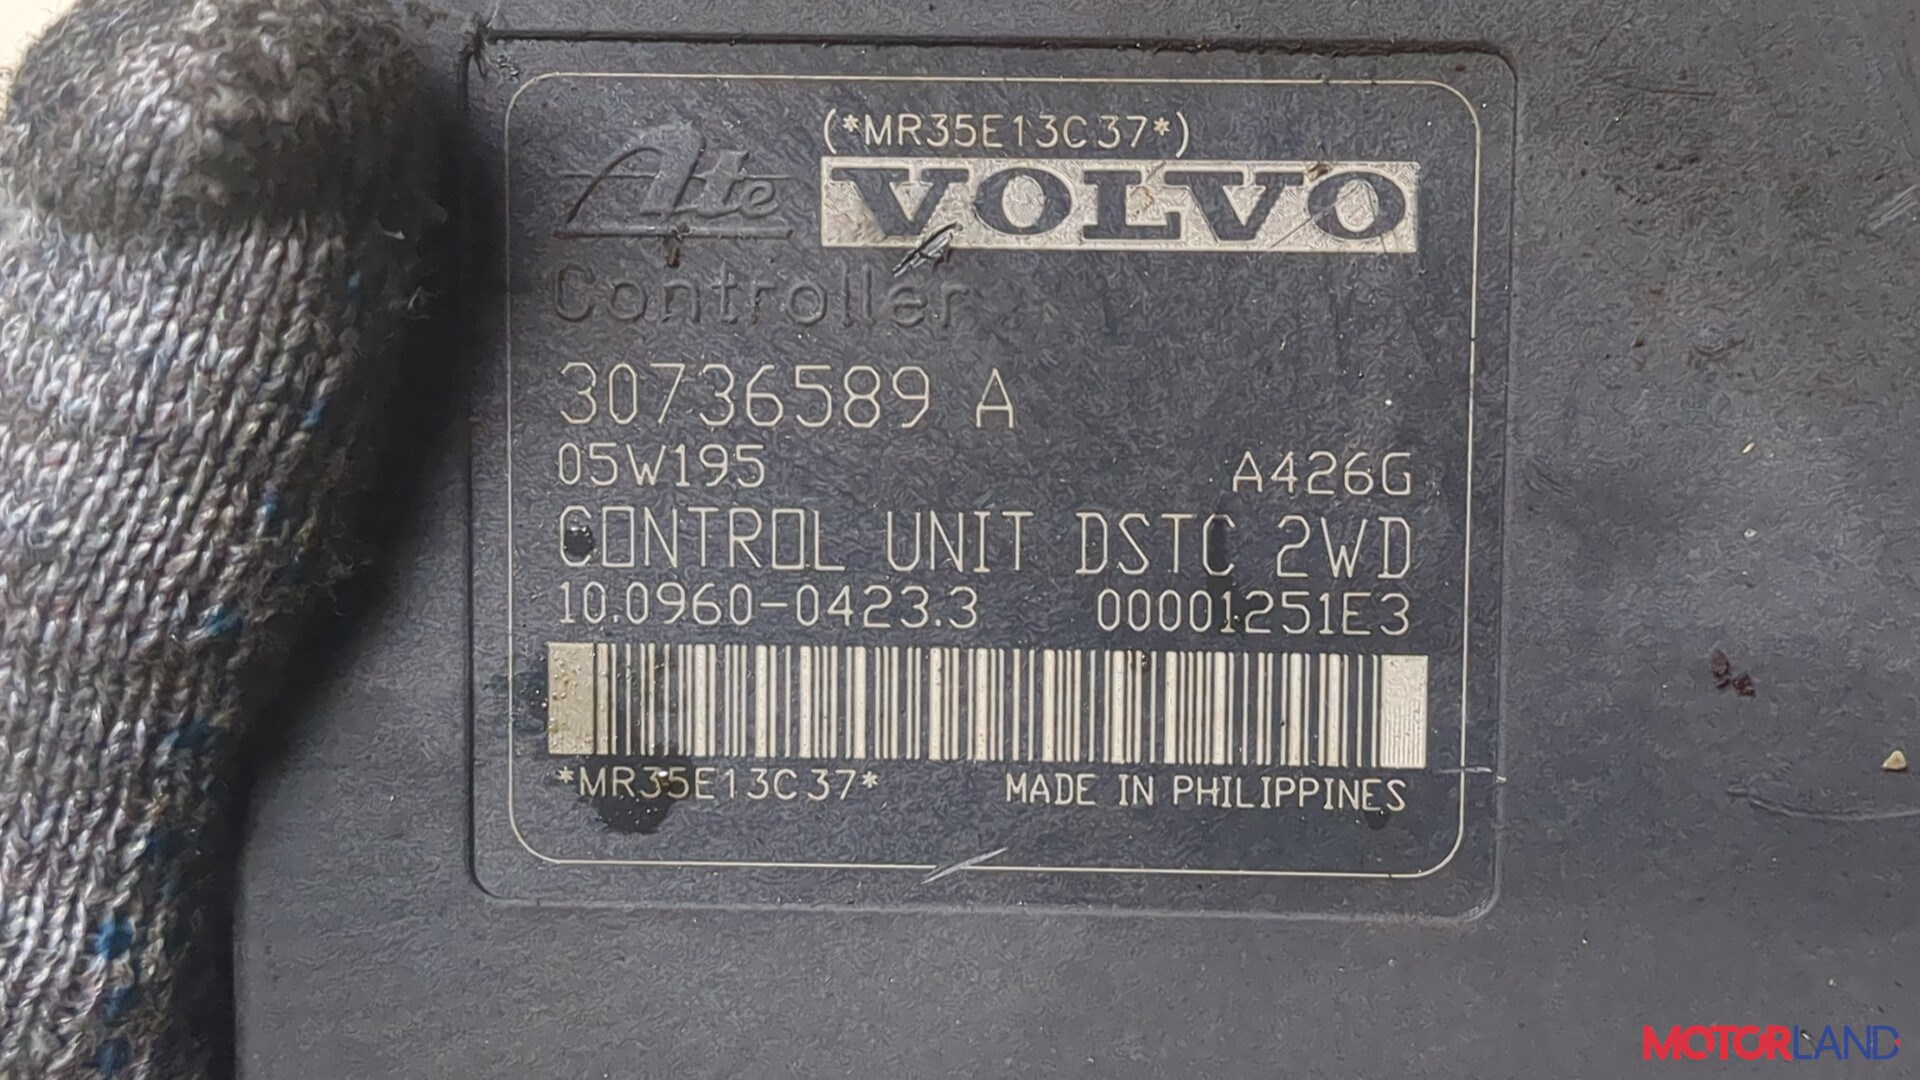 (*MR35E13C37*)
Ate VOLVO
Controller
30736589 A
05W195 A426G
CONTROL UNIT DSTC 2WD
10.0960-0423.3 00001251E3
*MR35E13C37* MADE IN PHILIPPINES
MOTORLAND